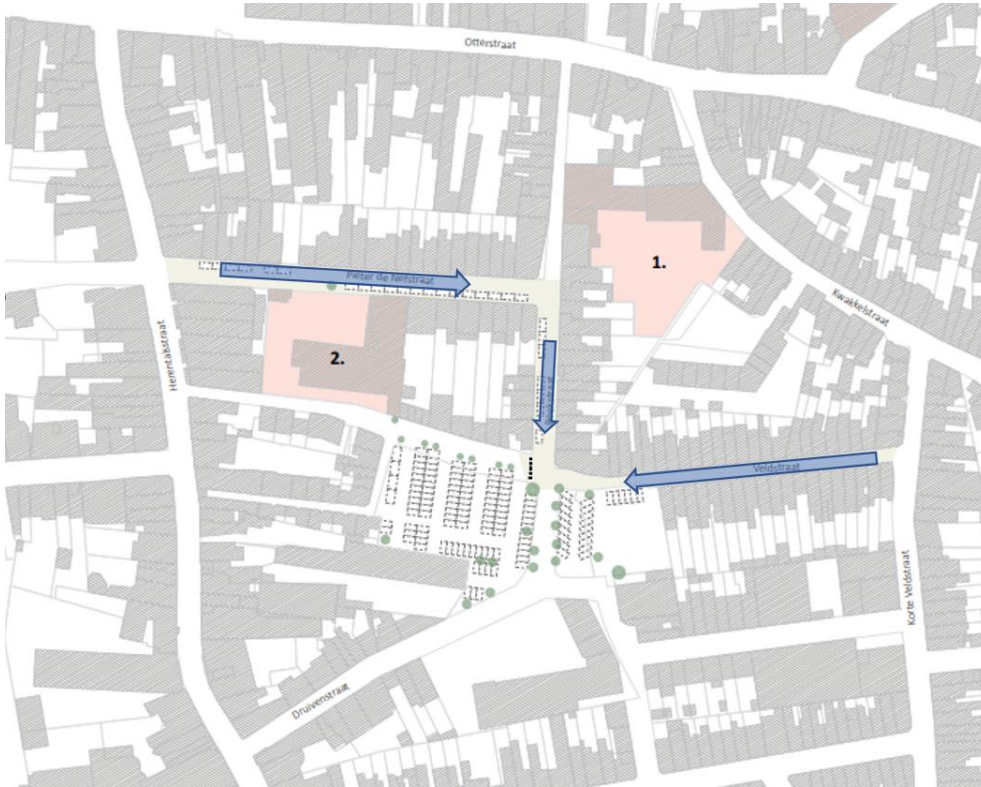 Otterstraat
1.
Pieter de Nefstraat
Kwakkelstraat
Herentalsstraat
2.
Veldstraat
Korte Veldstraat
Druivenstraat